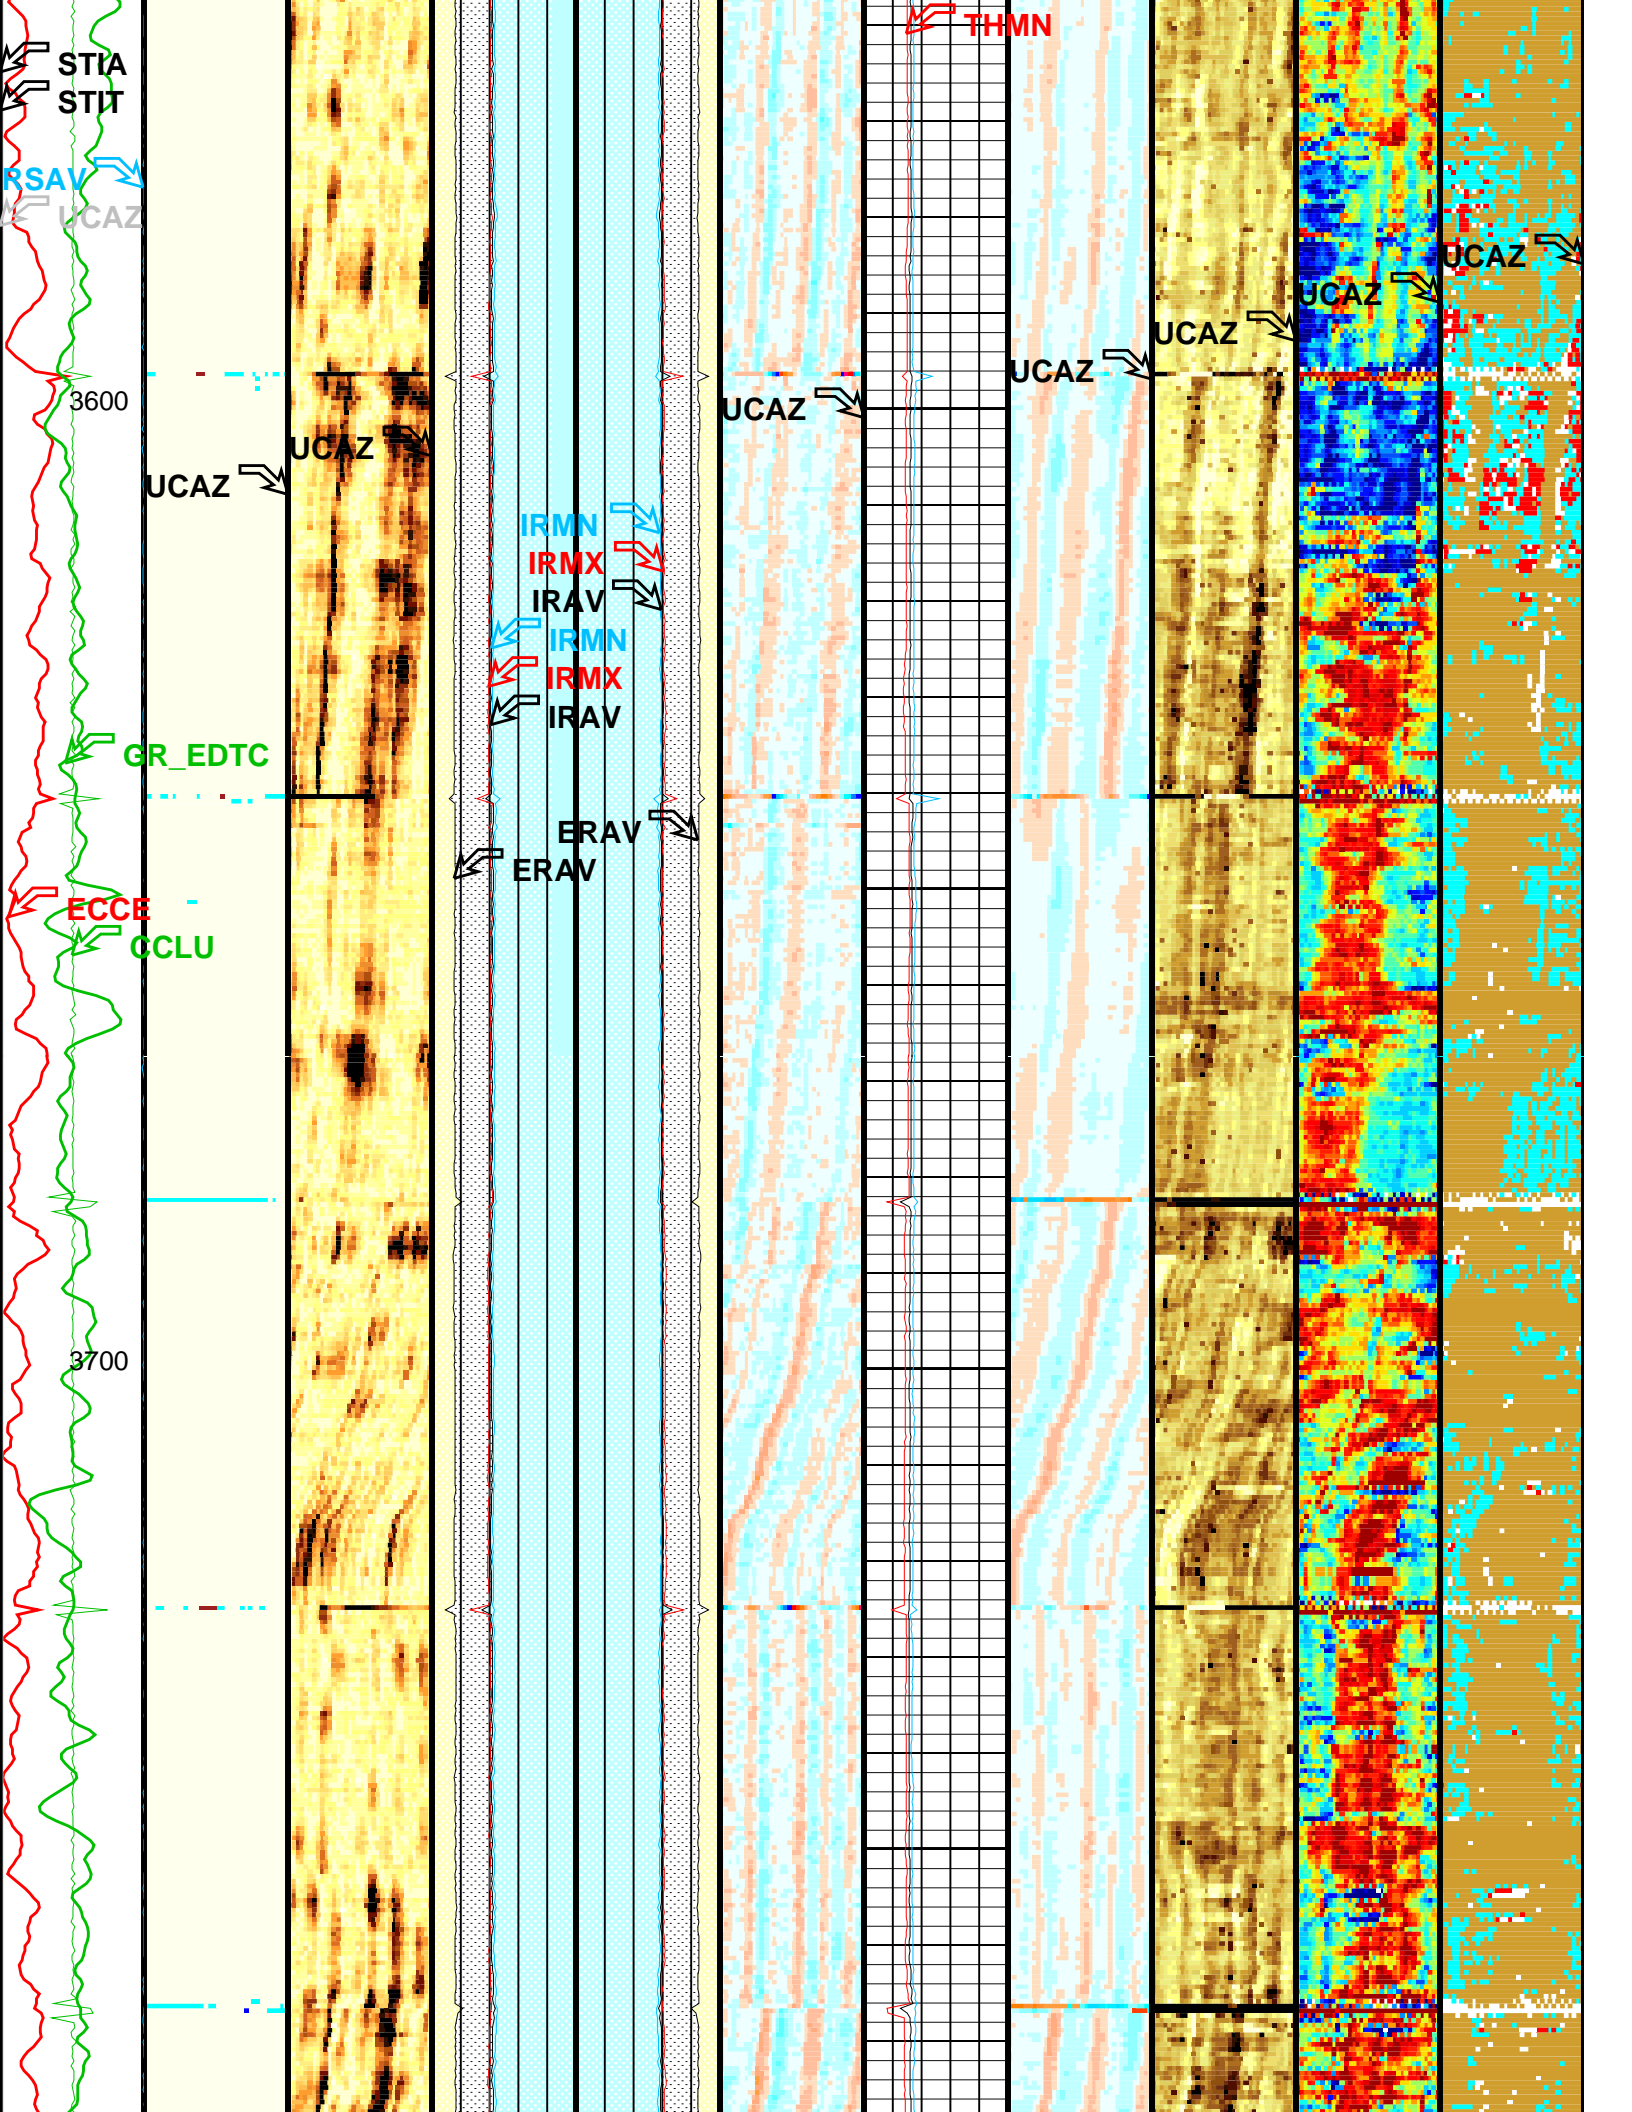 THMN
STIA
STIT
RSAV
UCAZ
UCAZ
UCAZ
UCAZ
UCAZ
3600
UCAZ
UCAZ
UCAZ
IRMN
IRMX
IRAV
IRMN
IRMX
IRAV
GR_EDTC
ERAV
ERAV
ECCE
CCLU
3700